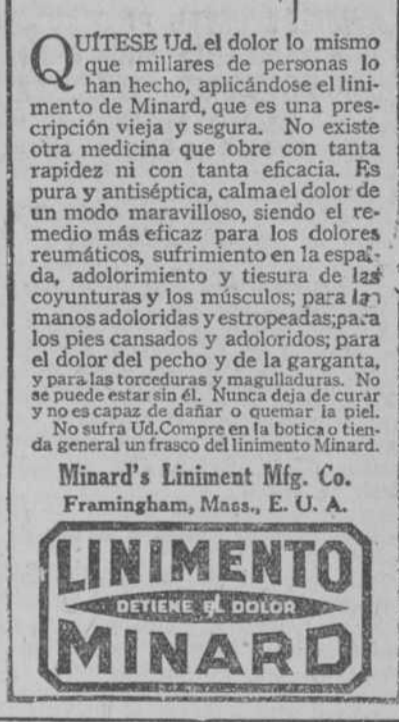 QUÍTESE Ud. el dolor lo mismo
que millares de personas lo
han hecho, aplicándose el lini-
mento de Minard, que es una pres-
cripción vieja y segura. No existe
otra medicina que obre con tanta
rapidez ni con tanta eficacia. Es
pura y antiséptica, calma el dolor de
un modo maravilloso, siendo el re-
medio más eficaz para los dolores
reumáticos, sufrimiento en la espal-
da, adolorimiento y tiesura de las
coyunturas y los músculos; para las
manos adoloridas y estropeadas; para
los pies cansados y adoloridos; para
el dolor del pecho y de la garganta,
y para las torceduras y magulladuras. No
se puede estar sin él. Nunca deja de curar
y no es capaz de dañar o quemar la piel.
No sufra Ud. Compre en la botica o tien-
da general un frasco del linimento Minard.
Minard's Liniment Mfg. Co.
Framingham, Mass., E. U. A.
LINIMENTO
DETIENE EL DOLOR
MINARD